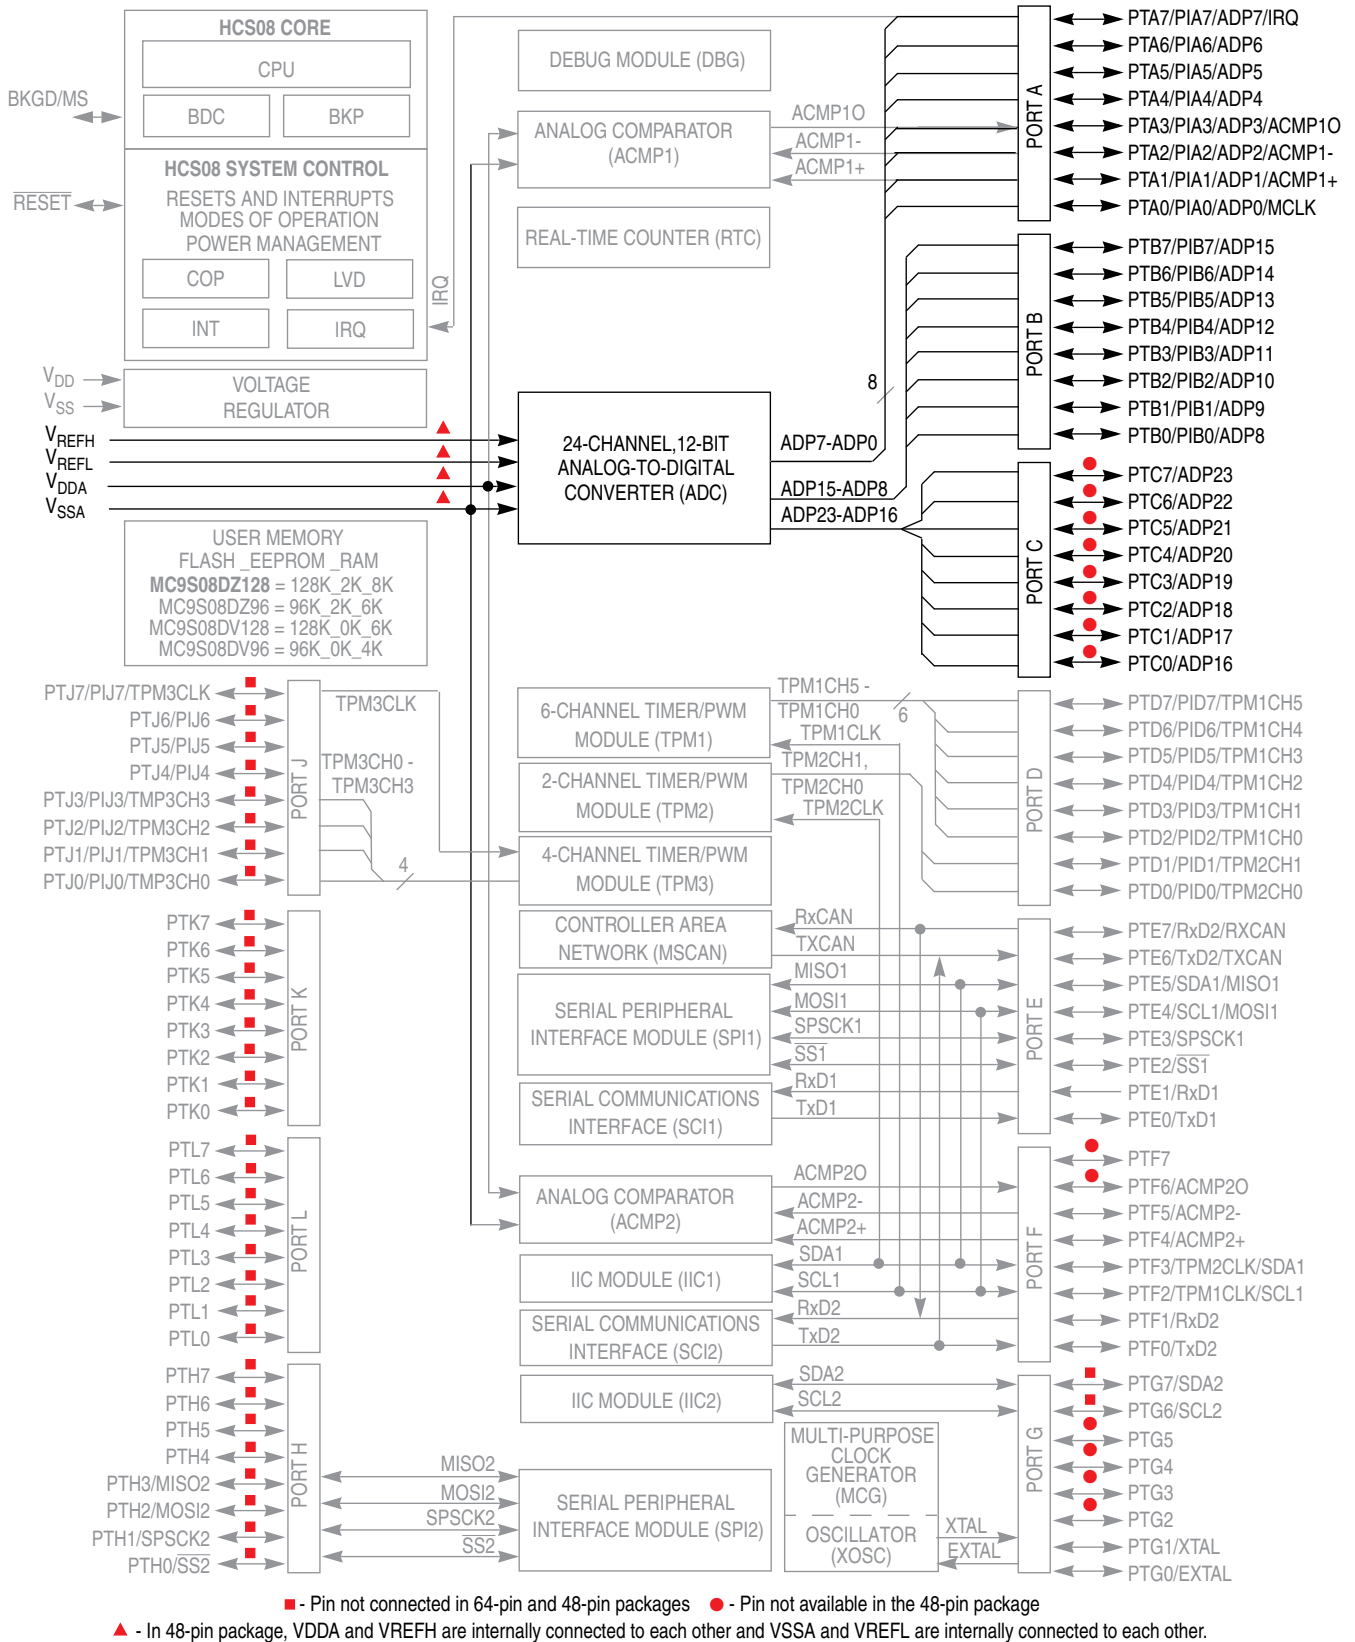 HCS08 CORE
CPU
BDC
BKP
BKGD/MS
HCS08 SYSTEM CONTROL
RESETS AND INTERRUPTS
MODES OF OPERATION
POWER MANAGEMENT
COP
LVD
INT
IRQ
RESET
IRQ
VDD
VSS
VOLTAGE
REGULATOR
VREFH
VREFL
VDDA
VSSA
USER MEMORY
FLASH _EEPROM _RAM
MC9S08DZ128 = 128K_2K_8K
MC9S08DZ96 = 96K_2K_6K
MC9S08DV128 = 128K_0K_6K
MC9S08DV96 = 96K_0K_4K
DEBUG MODULE (DBG)
ANALOG COMPARATOR
(ACMP1)
ACMP1O
ACMP1-
ACMP1+
REAL-TIME COUNTER (RTC)
24-CHANNEL,12-BIT
ANALOG-TO-DIGITAL
CONVERTER (ADC)
8
ADP7-ADP0
ADP15-ADP8
ADP23-ADP16
PORT A
PTA7/PIA7/ADP7/IRQ
PTA6/PIA6/ADP6
PTA5/PIA5/ADP5
PTA4/PIA4/ADP4
PTA3/PIA3/ADP3/ACMP1O
PTA2/PIA2/ADP2/ACMP1-
PTA1/PIA1/ADP1/ACMP1+
PTA0/PIA0/ADP0/MCLK
PORT B
PTB7/PIB7/ADP15
PTB6/PIB6/ADP14
PTB5/PIB5/ADP13
PTB4/PIB4/ADP12
PTB3/PIB3/ADP11
PTB2/PIB2/ADP10
PTB1/PIB1/ADP9
PTB0/PIB0/ADP8
PORT C
PTC7/ADP23
PTC6/ADP22
PTC5/ADP21
PTC4/ADP20
PTC3/ADP19
PTC2/ADP18
PTC1/ADP17
PTC0/ADP16
PTJ7/PIJ7/TPM3CLK
PTJ6/PIJ6
PTJ5/PIJ5
PTJ4/PIJ4
PTJ3/PIJ3/TMP3CH3
PTJ2/PIJ2/TPM3CH2
PTJ1/PIJ1/TPM3CH1
PTJ0/PIJ0/TMP3CH0
PORT J
TPM3CLK
TPM3CH0 -
TPM3CH3
4
6-CHANNEL TIMER/PWM
MODULE (TPM1)
TPM1CH5 -
TPM1CH0
6
TPM1CLK
2-CHANNEL TIMER/PWM
MODULE (TPM2)
TPM2CH1,
TPM2CH0
TPM2CLK
4-CHANNEL TIMER/PWM
MODULE (TPM3)
PORT D
PTD7/PID7/TPM1CH5
PTD6/PID6/TPM1CH4
PTD5/PID5/TPM1CH3
PTD4/PID4/TPM1CH2
PTD3/PID3/TPM1CH1
PTD2/PID2/TPM1CH0
PTD1/PID1/TPM2CH1
PTD0/PID0/TPM2CH0
PTK7
PTK6
PTK5
PTK4
PTK3
PTK2
PTK1
PTK0
PORT K
CONTROLLER AREA
NETWORK (MSCAN)
RxCAN
TXCAN
SERIAL PERIPHERAL
INTERFACE MODULE (SPI1)
MISO1
MOSI1
SPSCK1
SS1
SERIAL COMMUNICATIONS
INTERFACE (SCI1)
RxD1
TxD1
PORT E
PTE7/RxD2/RXCAN
PTE6/TxD2/TXCAN
PTE5/SDA1/MISO1
PTE4/SCL1/MOSI1
PTE3/SPSCK1
PTE2/SS1
PTE1/RxD1
PTE0/TxD1
PTL7
PTL6
PTL5
PTL4
PTL3
PTL2
PTL1
PTL0
PORT L
ANALOG COMPARATOR
(ACMP2)
ACMP2O
ACMP2-
ACMP2+
IIC MODULE (IIC1)
SDA1
SCL1
SERIAL COMMUNICATIONS
INTERFACE (SCI2)
RxD2
TxD2
PORT F
PTF7
PTF6/ACMP2O
PTF5/ACMP2-
PTF4/ACMP2+
PTF3/TPM2CLK/SDA1
PTF2/TPM1CLK/SCL1
PTF1/RxD2
PTF0/TxD2
PTH7
PTH6
PTH5
PTH4
PTH3/MISO2
PTH2/MOSI2
PTH1/SPSCK2
PTH0/SS2
PORT H
MISO2
MOSI2
SPSCK2
SS2
SERIAL PERIPHERAL
INTERFACE MODULE (SPI2)
IIC MODULE (IIC2)
SDA2
SCL2
MULTI-PURPOSE
CLOCK
GENERATOR
(MCG)
OSCILLATOR
(XOSC)
XTAL
EXTAL
PORT G
PTG7/SDA2
PTG6/SCL2
PTG5
PTG4
PTG3
PTG2
PTG1/XTAL
PTG0/EXTAL
- Pin not connected in 64-pin and 48-pin packages
- Pin not available in the 48-pin package
- In 48-pin package, VDDA and VREFH are internally connected to each other and VSSA and VREFL are internally connected to each other.